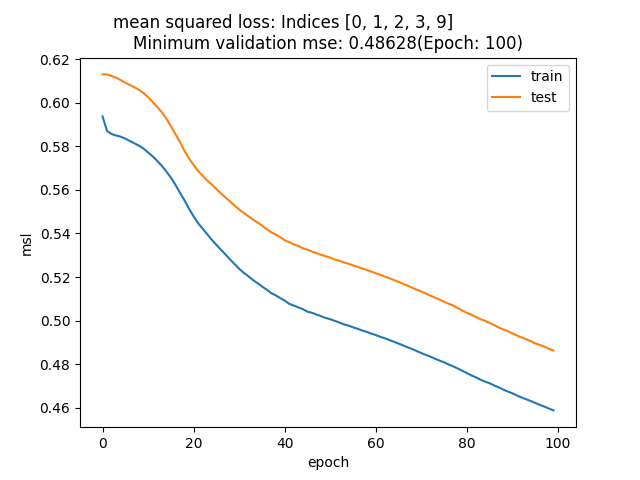 mean squared loss: Indices [0, 1, 2, 3, 9]
Minimum validation mse: 0.48628(Epoch: 100)
0.62
0.60
0.58
0.56
0.54
0.52
0.50
0.48
0.46
msl
train
test
0
20
40
60
80
100
epoch